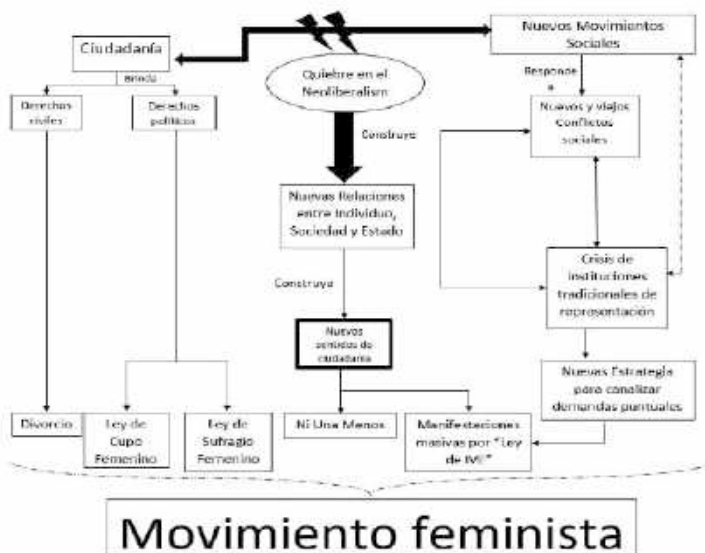 Ciudadanía
Brinda
Derechos
civiles
Derechos
políticos
Divorcio
Ley de
Cupo
Femenino
Ley de
Sufragio
Femenino
Quiebre en el
Neoliberalism
Construye
Nuevas Relaciones
entre Individuo,
Sociedad y Estado
Construye
Nuevos
sentidos de
ciudadanía
Ni Una Menos
Manifestaciones
masivas por "Ley
de IVE"
Nuevos Movimientos
Sociales
Responde
Nuevos y viejos
Conflictos
sociales
Crisis de
instituciones
tradicionales de
representación
Nuevas Estrategia
para canalizar
demandas puntuales
Movimiento feminista